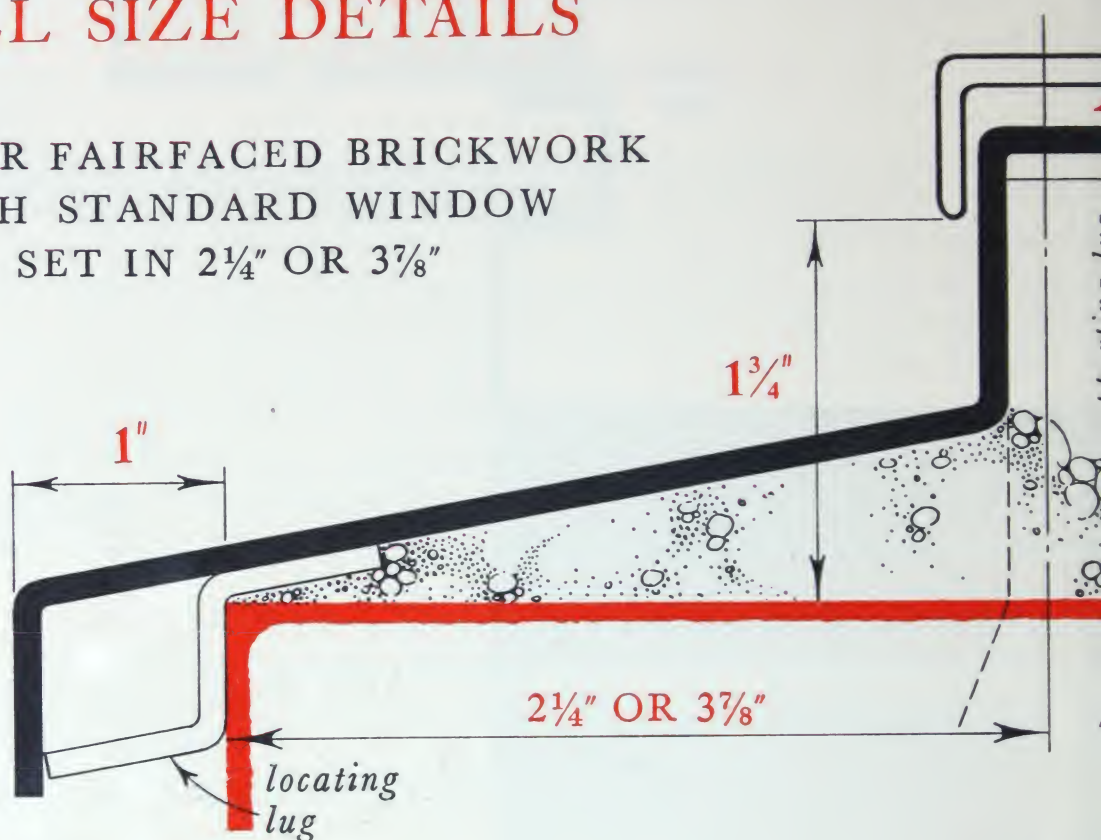 SIZE DETAILS
R FAIRFACED BRICKWORK
H STANDARD WINDOW
SET IN 2¼" OR 3⅞"
1¾"
1"
2¼" OR 3⅞"
locating
lug